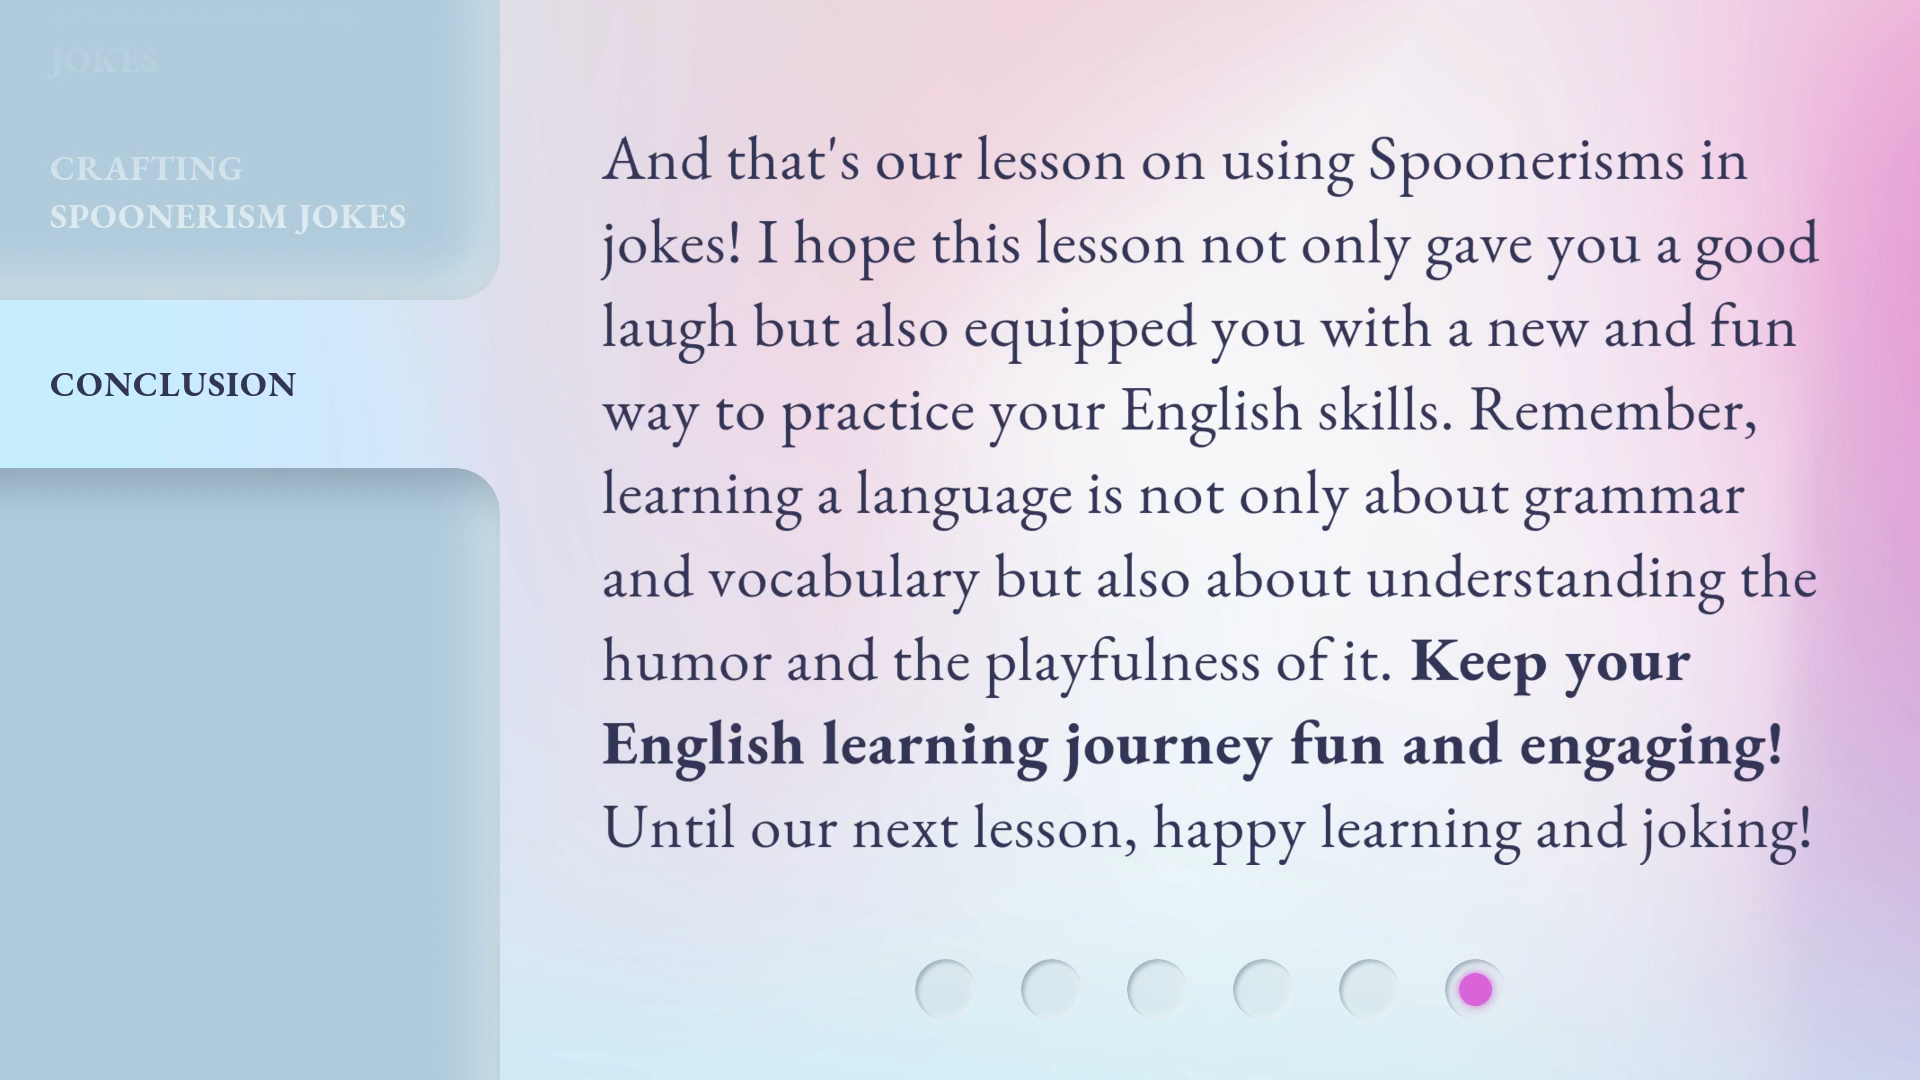 JOKES
CRAFTING
SPOONERISM JOKES
CONCLUSION
And that's our lesson on using Spoonerisms in
jokes! I hope this lesson not only gave you a good
laugh but also equipped you with a new and fun
way to practice your English skills. Remember,
learning a language is not only about grammar
and vocabulary but also about understanding the
humor and the playfulness of it. Keep your
English learning journey fun and engaging!
Until our next lesson, happy learning and joking!